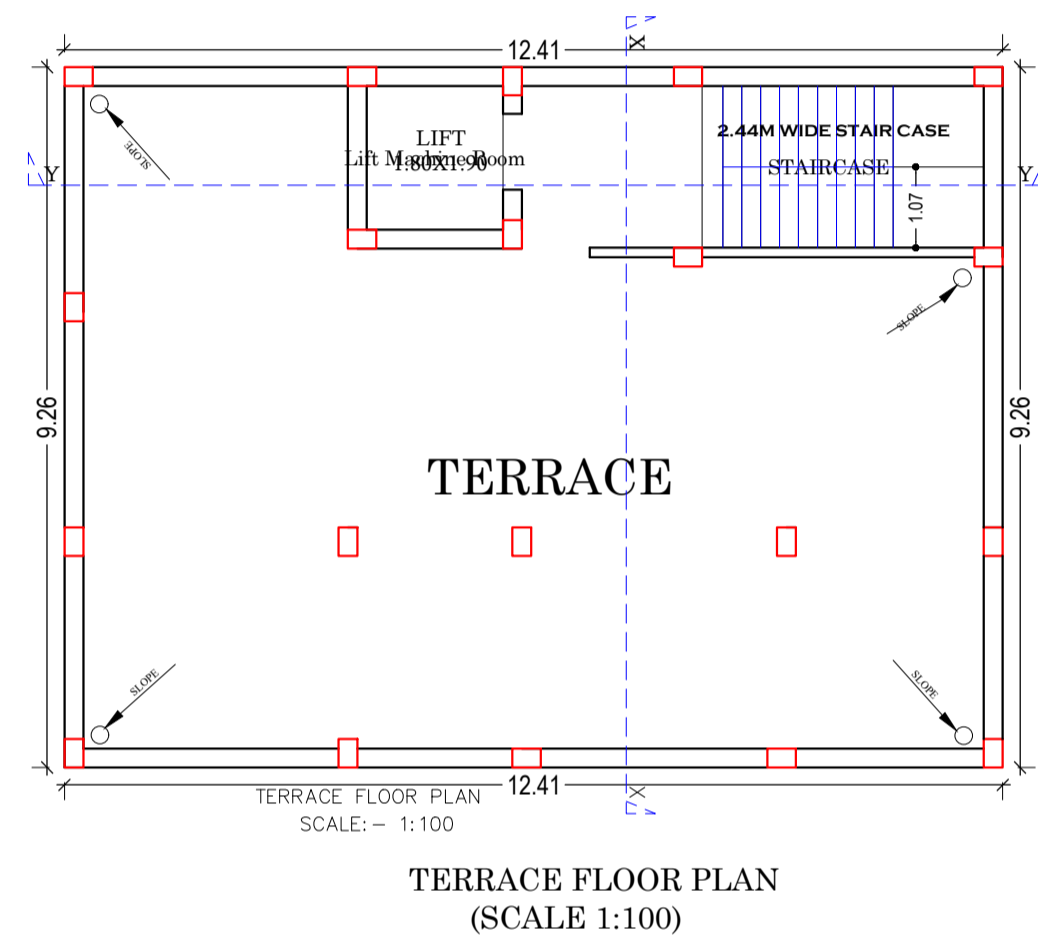 12.41
X
2.44M WIDE STAIR CASE
LIFT
Lift Machine Room
1.80X1.90
STAIRCASE
SLOPE
Y
Y
1.07
SLOPE
9.26
9.26
TERRACE
SLOPE
SLOPE
12.41
X
TERRACE FLOOR PLAN
SCALE:- 1:100
TERRACE FLOOR PLAN
(SCALE 1:100)